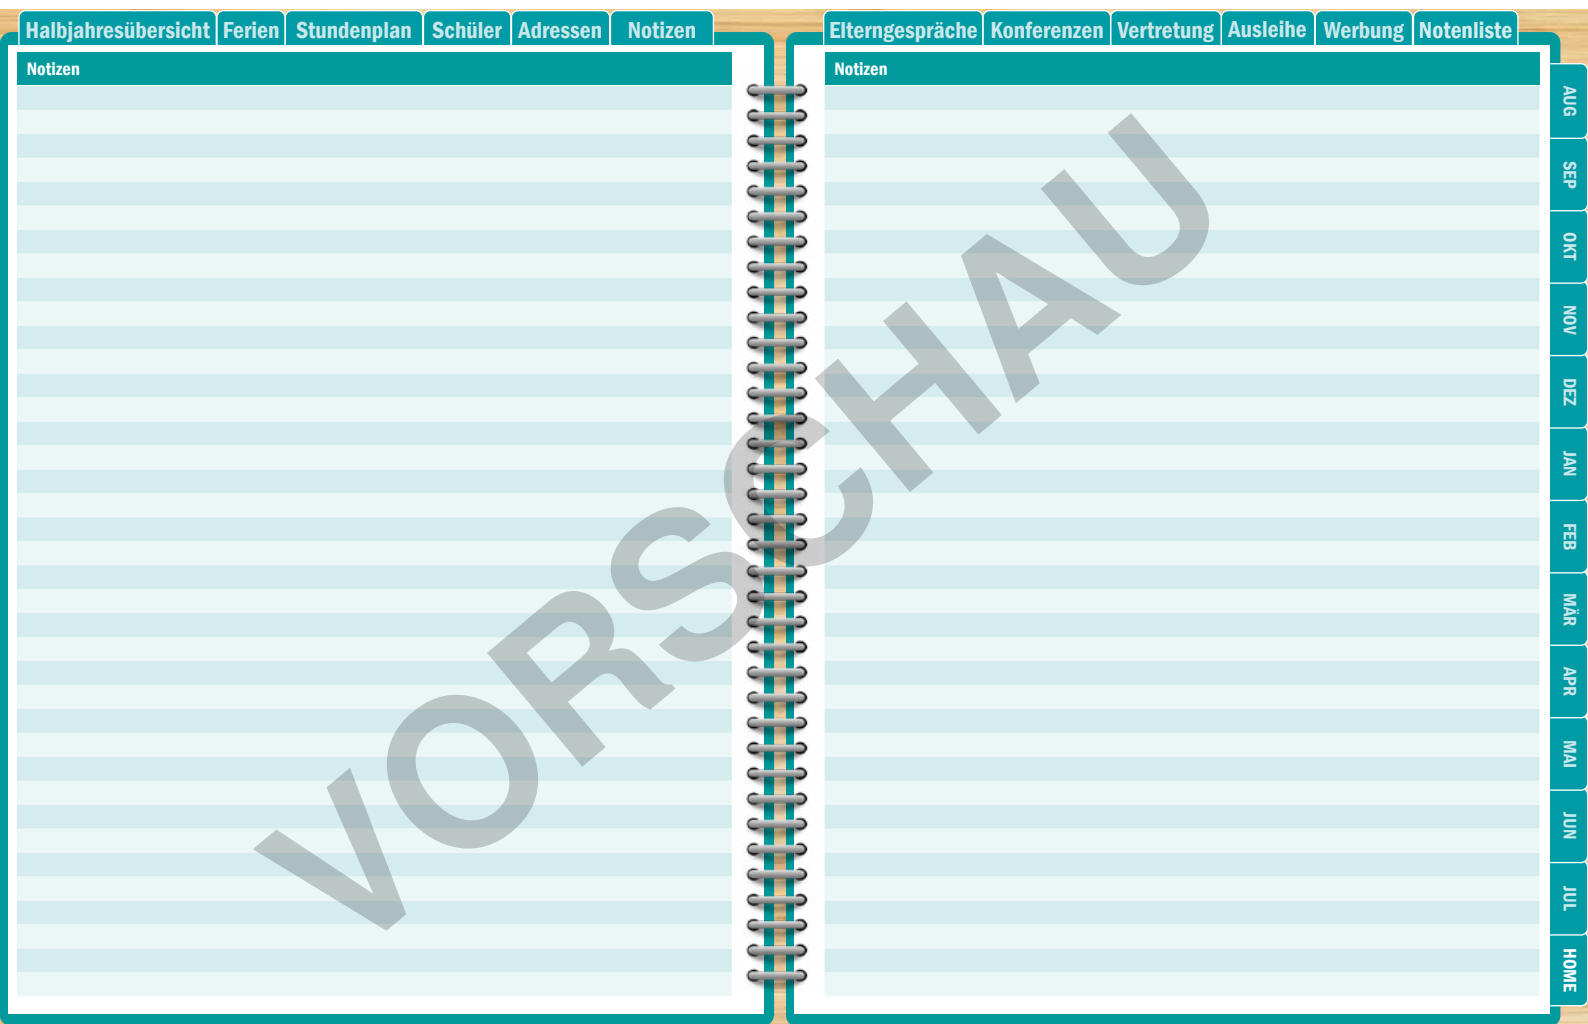 Halbjahresübersicht Ferien Stundenplan Schüler Adressen Notizen
Elterngespräche Konferenzen Vertretung Ausleihe Werbung Notenliste
Notizen
Notizen
VORSCHAU
AUG
SEP
OKT
NOV
DEZ
JAN
FEB
MÄR
APR
MAI
JUN
JUL
HOME